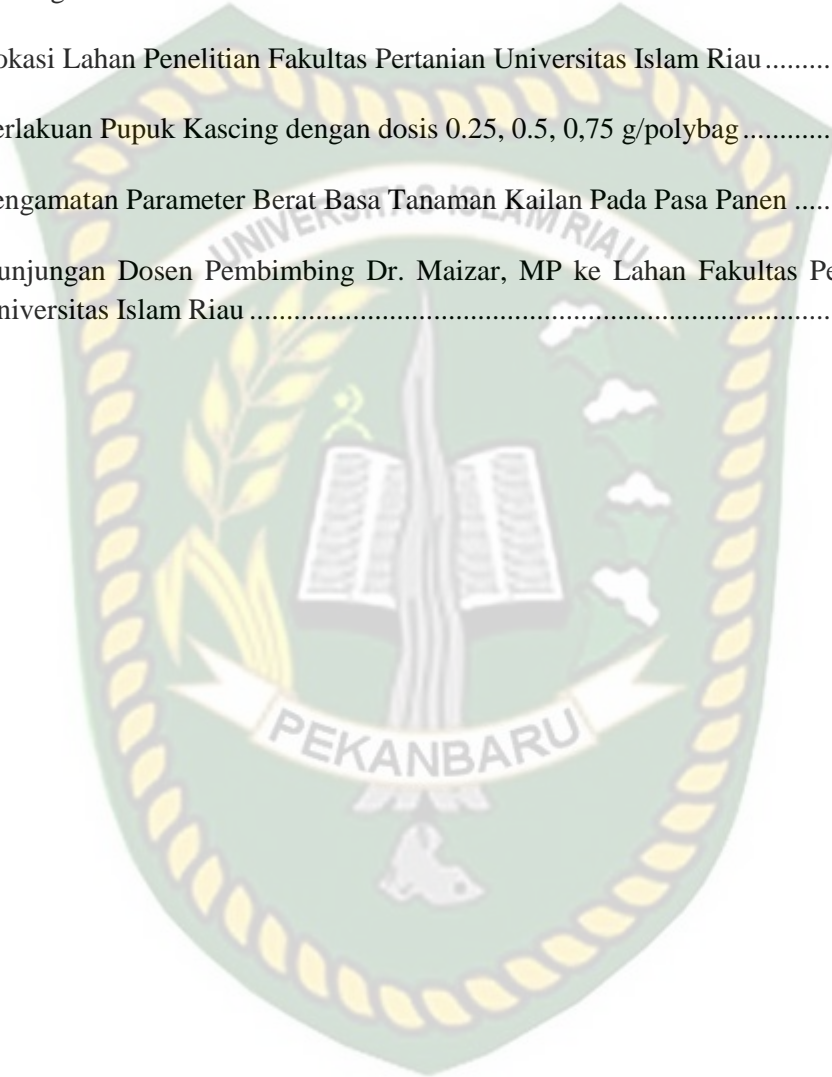 okasi Lahan Penelitian Fakultas Pertanian Universitas Islam Riau.........
erlakuan Pupuk Kascing dengan dosis 0.25, 0.5, 0,75 g/polybag.............
engamatan Parameter Berat Basa Tanaman Kailan Pada Pasa Panen .....
unjungan Dosen Pembimbing Dr. Maizar, MP ke Lahan Fakultas Pe
niversitas Islam Riau ..............................................................................
UNIVERSITAS ISLAM RIAU
PEKANBARU